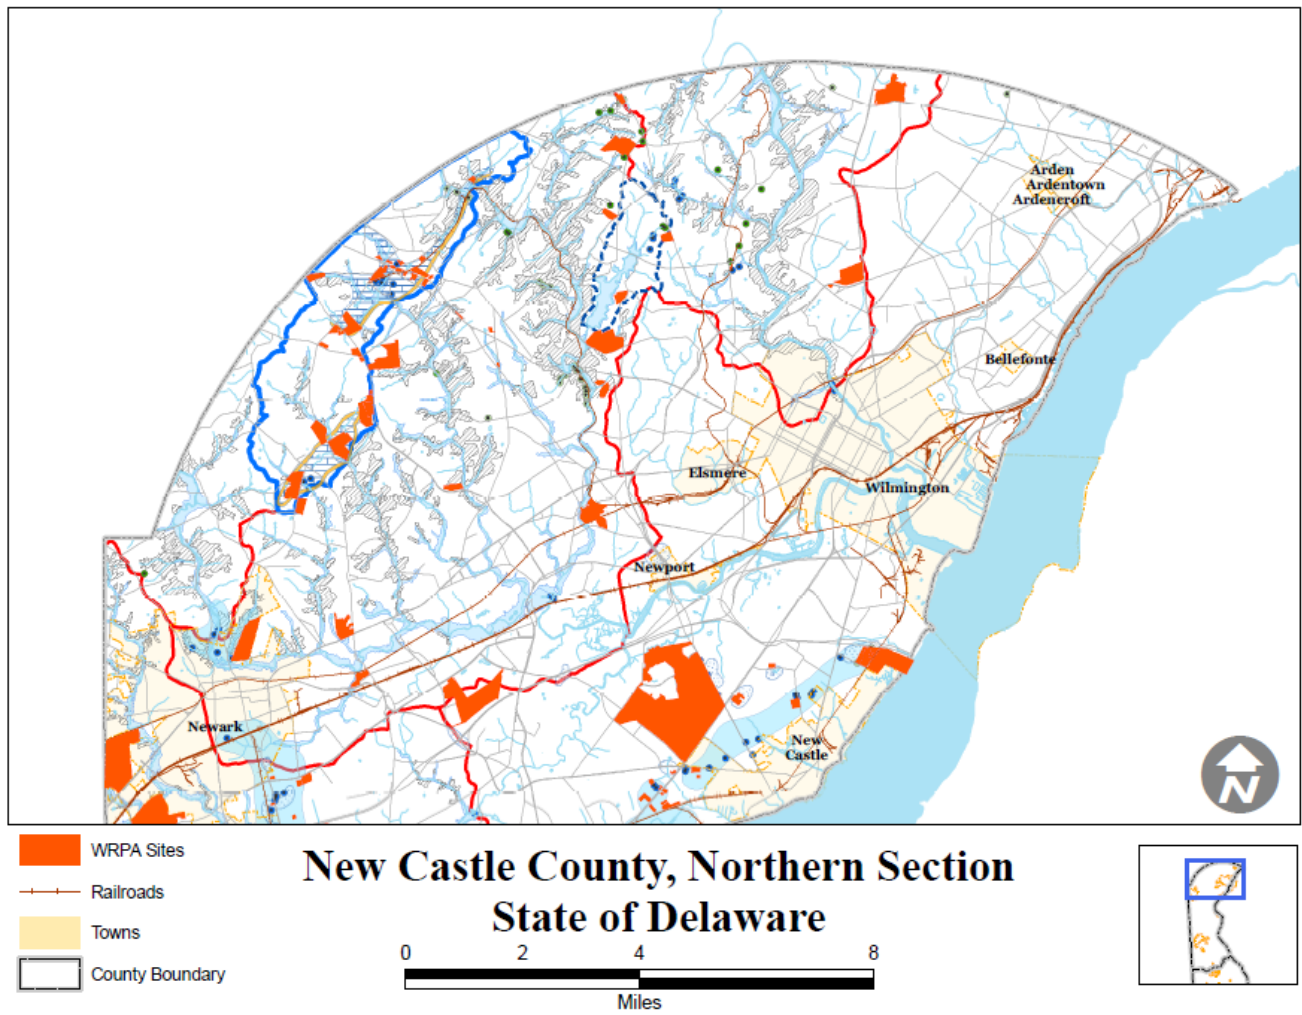 Arden
Ardentown
Ardencroft
Bellefonte
Elsmere
Wilmington
Newport
Newark
New
Castle
N
WRPA Sites
Railroads
Towns
County Boundary
New Castle County, Northern Section
State of Delaware
0 2 4 8
Miles